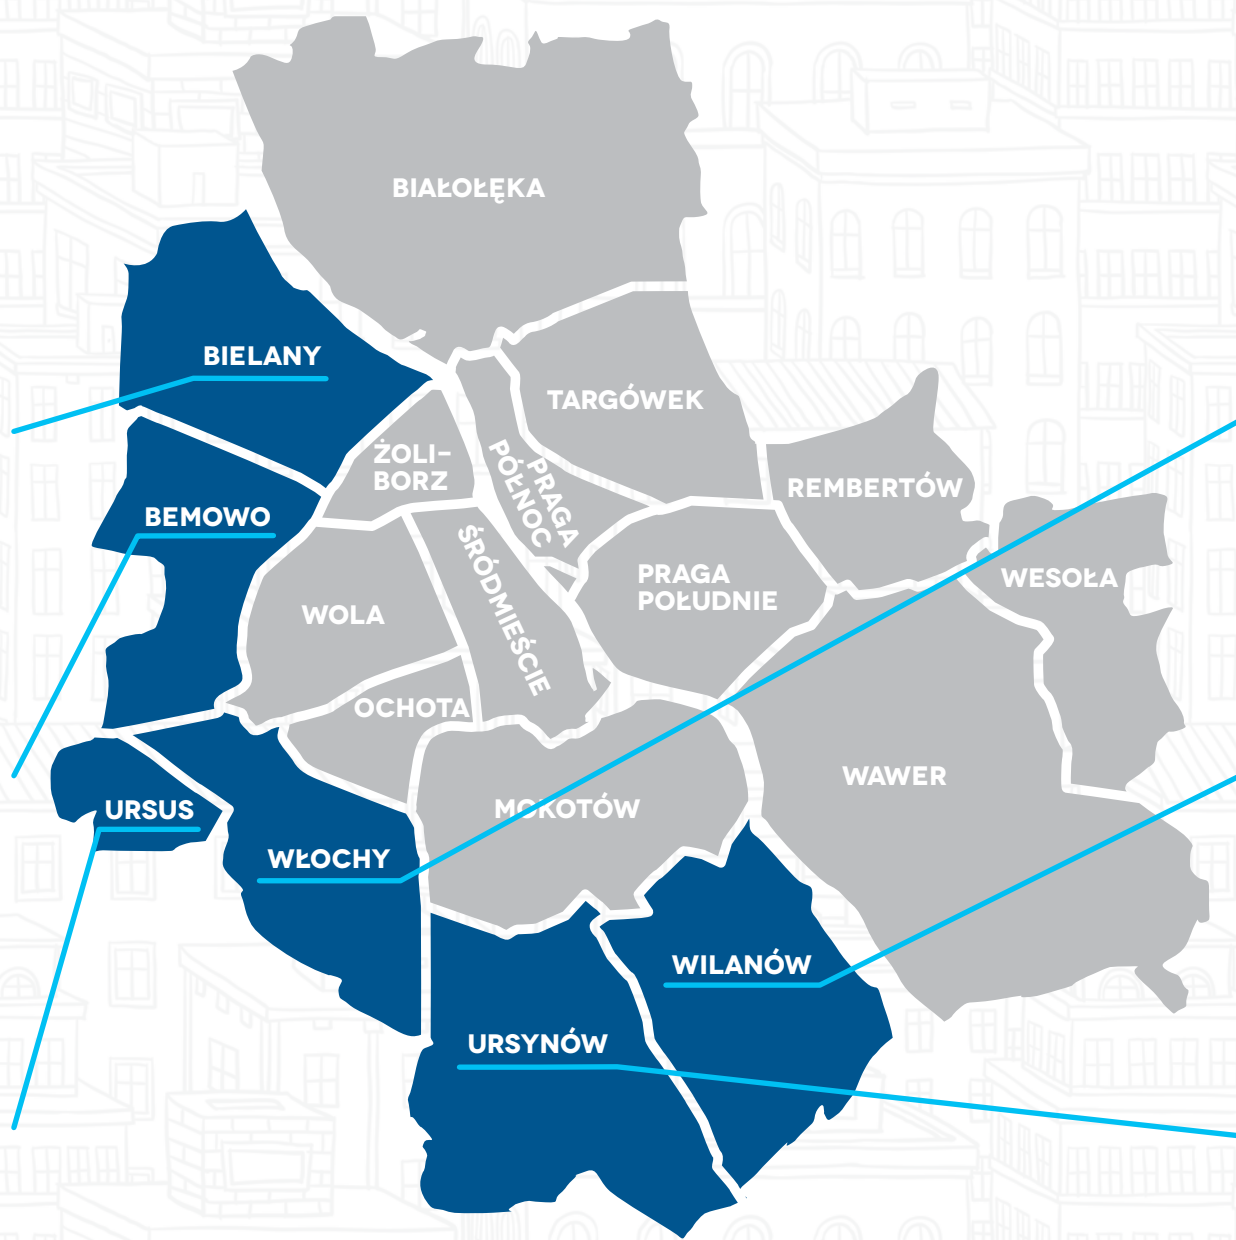 BIAŁOŁĘKA
BIELANY
TARGÓWEK
ŻOLI-
BORZ
PRAGA
PÓŁNOC
REMBERTÓW
BEMOWO
ŚRÓDMIEŚCIE
PRAGA
POŁUDNIE
WESOŁA
WOLA
OCHOTA
WAWER
URSUS
MOKOTÓW
WŁOCHY
WILANÓW
URSYNÓW